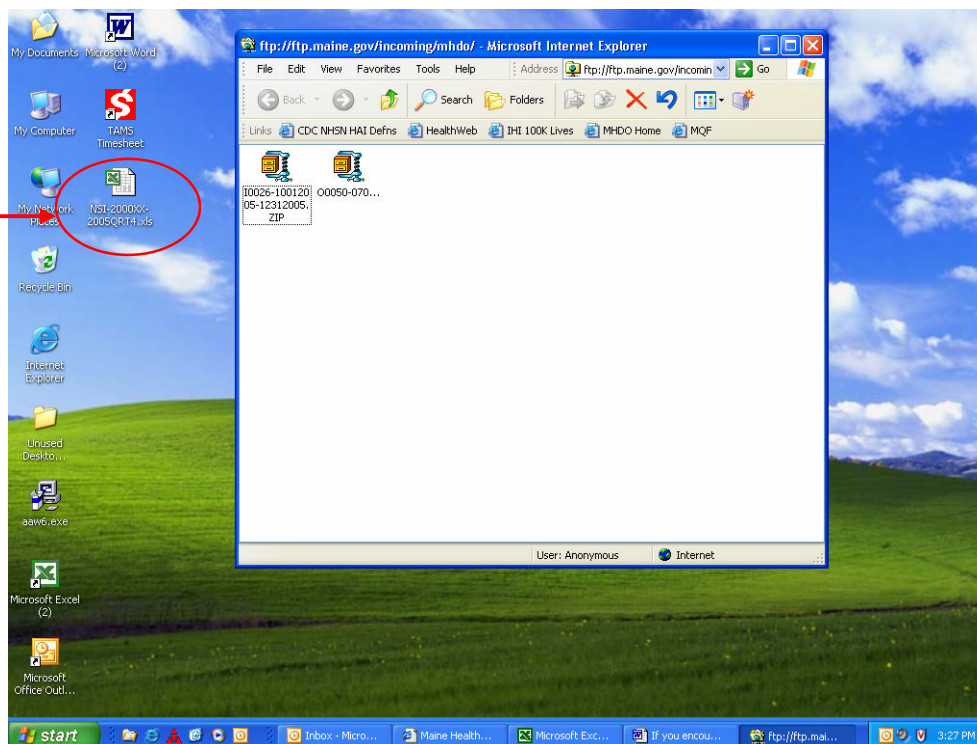 My Documents
Microsoft Word
(2)
My Computer
TAMS
Timesheet
My Network
Places
NSI-2000XX-
2005QRT4.xls
Recycle Bin
Internet
Explorer
Unused
Deskto...
aaw6.exe
Microsoft Excel
(2)
Microsoft
Office Outl...
ftp://ftp.maine.gov/incoming/mhdo/ - Microsoft Internet Explorer
File Edit View Favorites Tools Help Address ftp://ftp.maine.gov/incomin Go
Back Search Folders
Links CDC NHSN HAI Defns HealthWeb IHI 100K Lives MHDO Home MQF
I0026-100120
05-12312005.
ZIP
O0050-070...
User: Anonymous Internet
start Inbox - Micro... Maine Health... Microsoft Exc... If you encou... ftp://ftp.mai... 3:27 PM